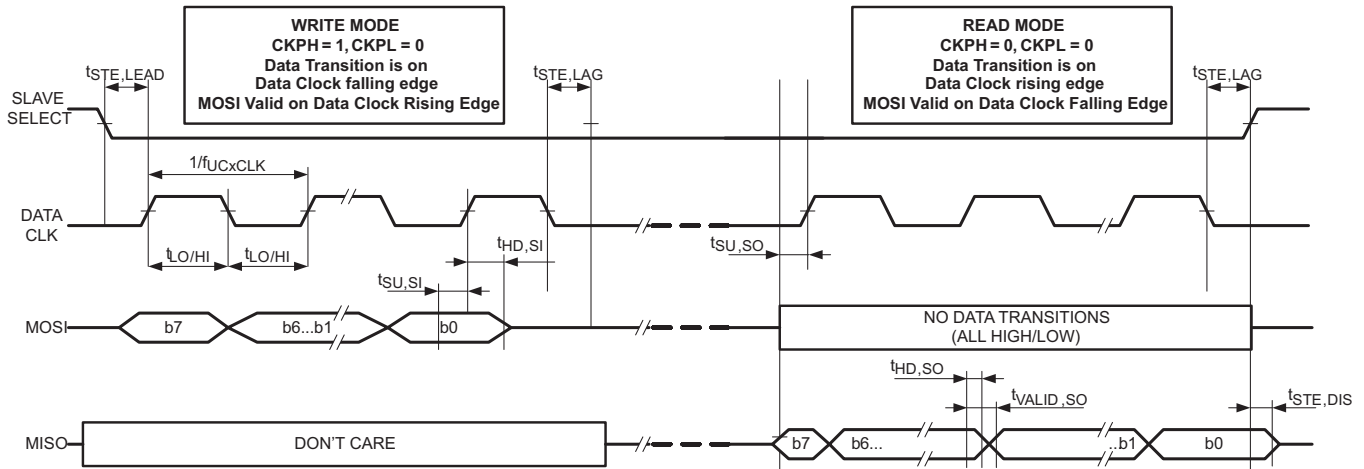 WRITE MODE
CKPH = 1, CKPL = 0
Data Transition is on
Data Clock falling edge
MOSI Valid on Data Clock Rising Edge
READ MODE
CKPH = 0, CKPL = 0
Data Transition is on
Data Clock rising edge
MOSI Valid on Data Clock Falling Edge
tSTE,LEAD
tSTE,LAG
tSTE,LAG
SLAVE
SELECT
1/fUCxCLK
DATA
CLK
tLO/HI
tLO/HI
tHD,SI
tSU,SI
tSU,SO
MOSI
b7
b6...b1
b0
NO DATA TRANSITIONS
(ALL HIGH/LOW)
tHD,SO
tVALID,SO
tSTE,DIS
MISO
DON'T CARE
b7
b6...
..b1
b0